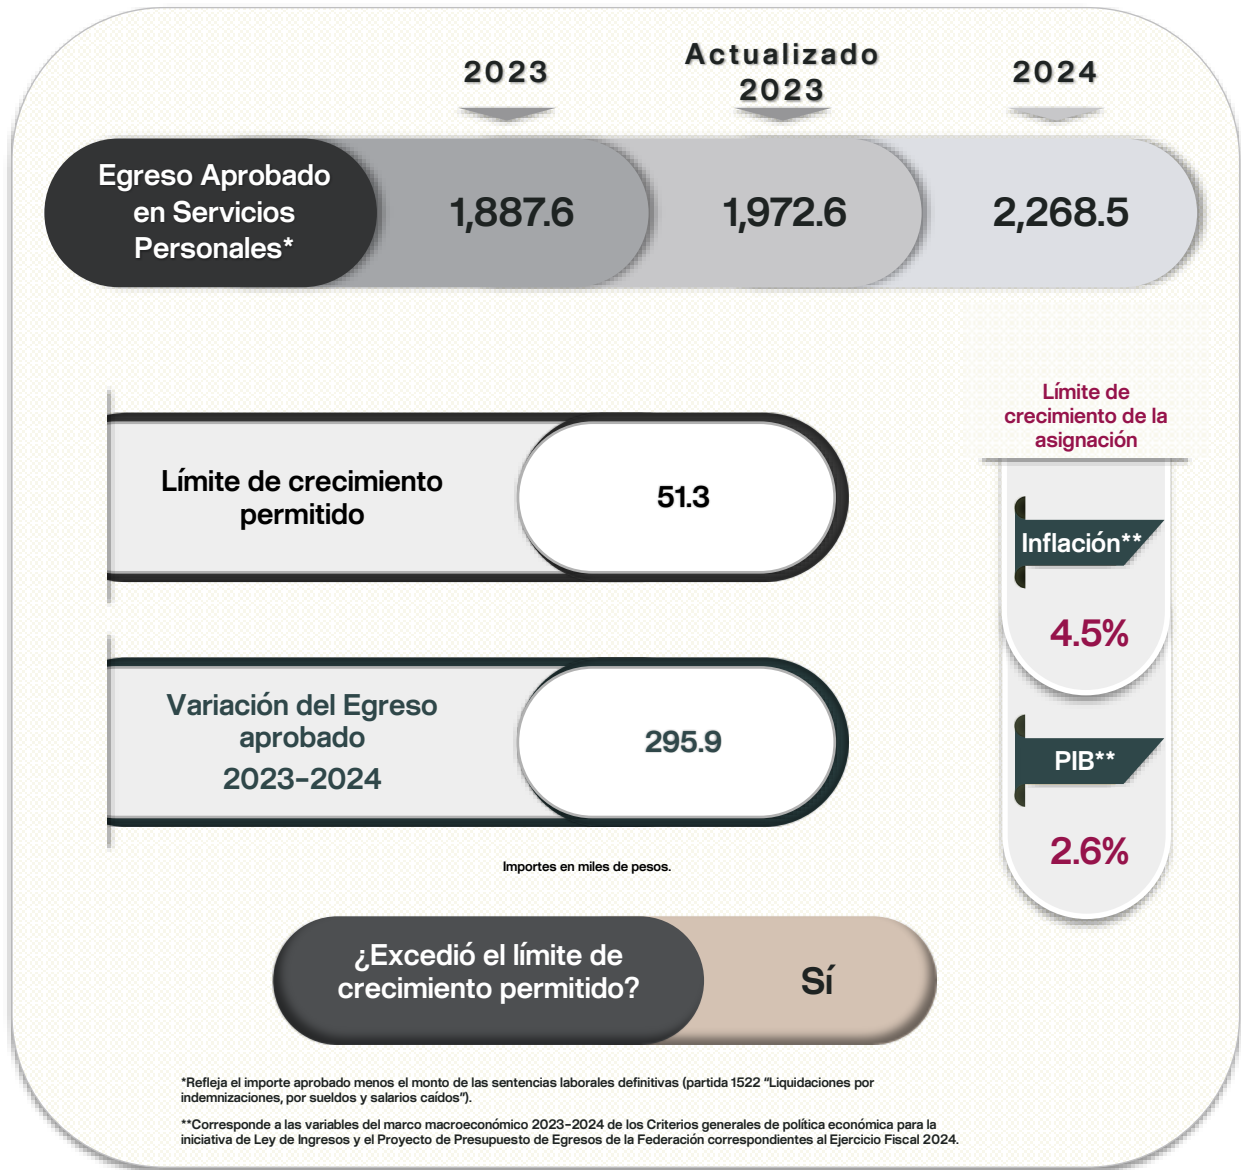 2023
Actualizado
2023
2024
Egreso Aprobado
en Servicios
Personales*
1,887.6
1,972.6
2,268.5
Límite de crecimiento
permitido
51.3
Variación del Egreso
aprobado
2023-2024
295.9
Importes en miles de pesos.
Límite de
crecimiento de la
asignación
Inflación**
4.5%
PIB**
2.6%
¿Excedió el límite de
crecimiento permitido?
Sí
*Refleja el importe aprobado menos el monto de las sentencias laborales definitivas (partida 1522 "Liquidaciones por
indemnizaciones, por sueldos y salarios caídos").
**Corresponde a las variables del marco macroeconómico 2023-2024 de los Criterios generales de política económica para la
iniciativa de Ley de Ingresos y el Proyecto de Presupuesto de Egresos de la Federación correspondientes al Ejercicio Fiscal 2024.